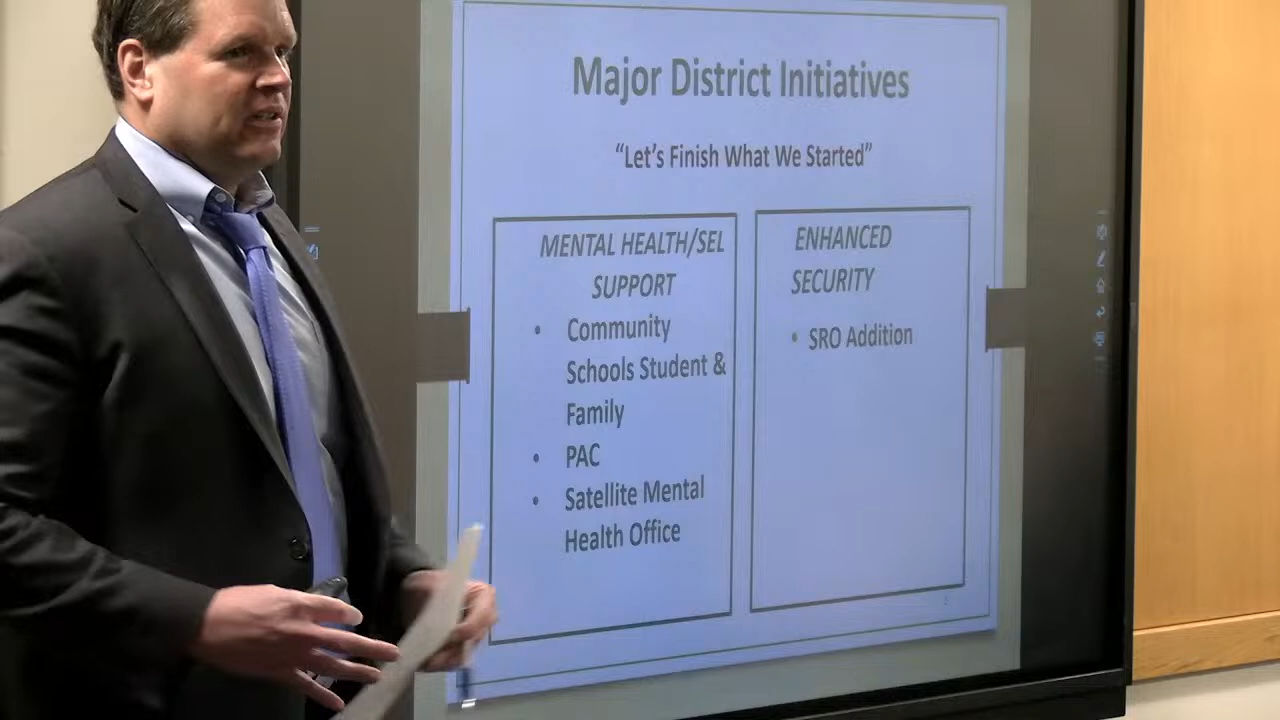 Major District Initiatives
“Let’s Finish What We Started”
MENTAL HEALTH/SEL
SUPPORT
• Community
Schools Student &
Family
• PAC
• Satellite Mental
Health Office
ENHANCED
SECURITY
• SRO Addition